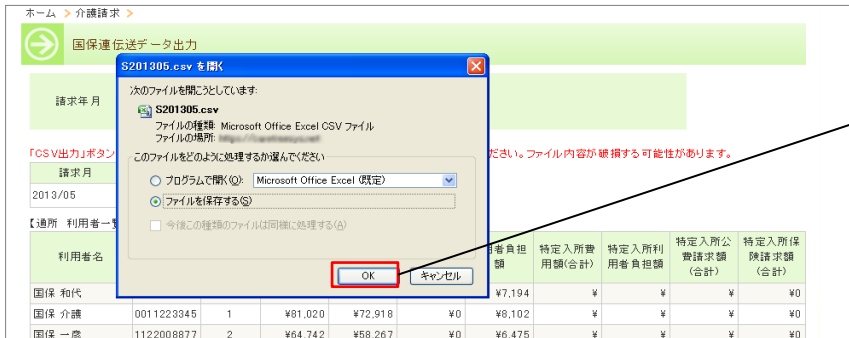 ホーム > 介護請求 >
国保連伝送データ出力
S201305.csv を開く
次のファイルを開こうとしています:
S201305.csv
ファイルの種類: Microsoft Office Excel CSV ファイル
ファイルの場所:
このファイルをどのように処理するか選んでください
プログラムで開く(O): Microsoft Office Excel (既定)
ファイルを保存する(S)
今後この種類のファイルは同様に処理する(A)
OK キャンセル
請求年月
「CSV出力」ボタン ださい。ファイル内容が破損する可能性があります。
請求月
2013/05
【通所 利用者一覧
利用者名 用者負担額 特定入所費用額(合計) 特定入所利用者負担額 特定入所公費請求額(合計) 特定入所保険請求額(合計)
国保 和代 ¥7,194 ¥ ¥ ¥ ¥0
国保 介護 0011223345 1 ¥81,020 ¥72,918 ¥0 ¥8,102 ¥ ¥ ¥ ¥0
国保 一彦 1122008877 2 ¥64,742 ¥58,267 ¥0 ¥6,475 ¥ ¥ ¥ ¥0